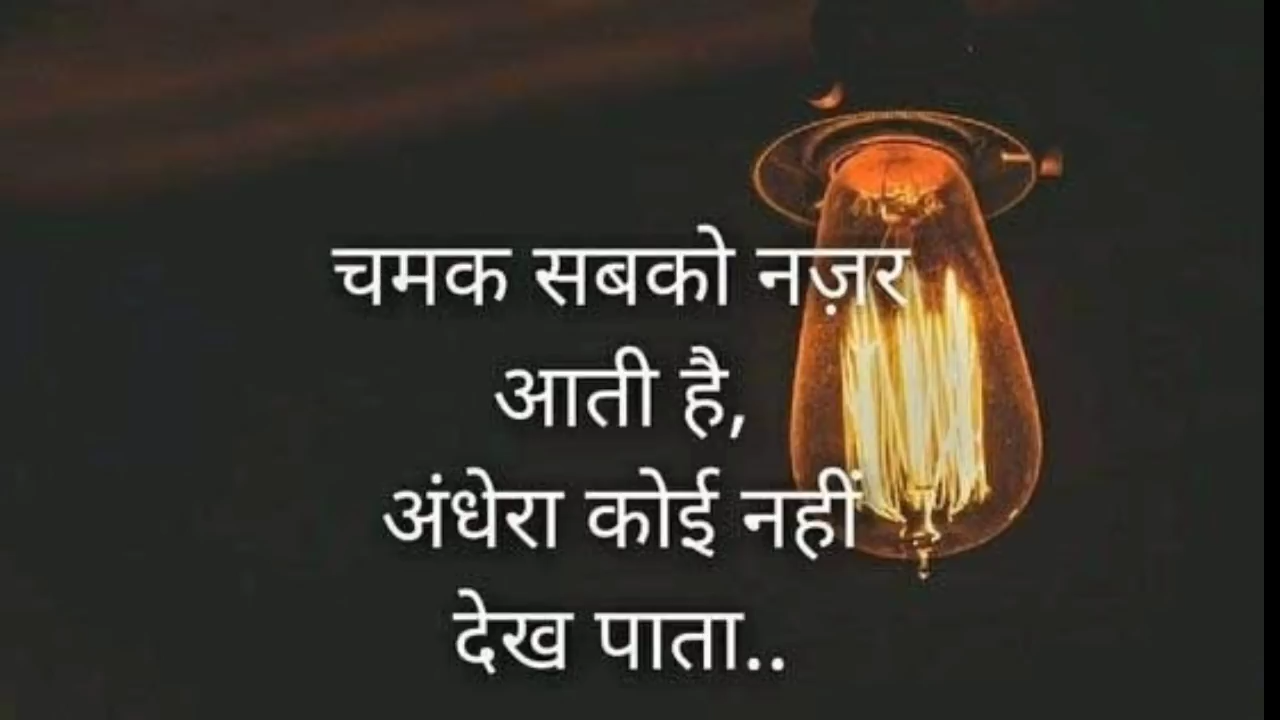 चमक सबको नज़र
आती है,
अंधेरा कोई नहीं
देख पाता..